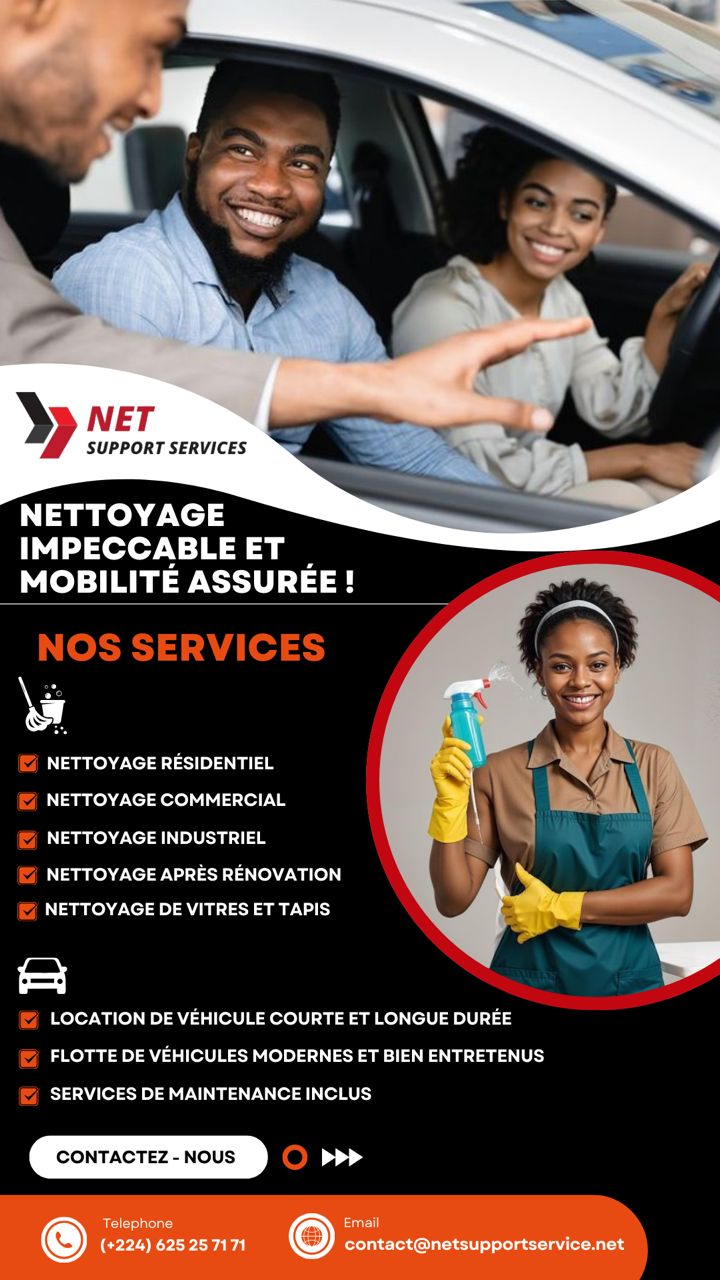 NET
SUPPORT SERVICES
NETTOYAGE
IMPECCABLE ET
MOBILITÉ ASSURÉE !
NOS SERVICES
NETTOYAGE RÉSIDENTIEL
NETTOYAGE COMMERCIAL
NETTOYAGE INDUSTRIEL
NETTOYAGE APRÈS RÉNOVATION
NETTOYAGE DE VITRES ET TAPIS
LOCATION DE VÉHICULE COURTE ET LONGUE DURÉE
FLOTTE DE VÉHICULES MODERNES ET BIEN ENTRETENUS
SERVICES DE MAINTENANCE INCLUS
CONTACTEZ - NOUS
Telephone
(+224) 625 25 71 71
Email
contact@netsupportservice.net